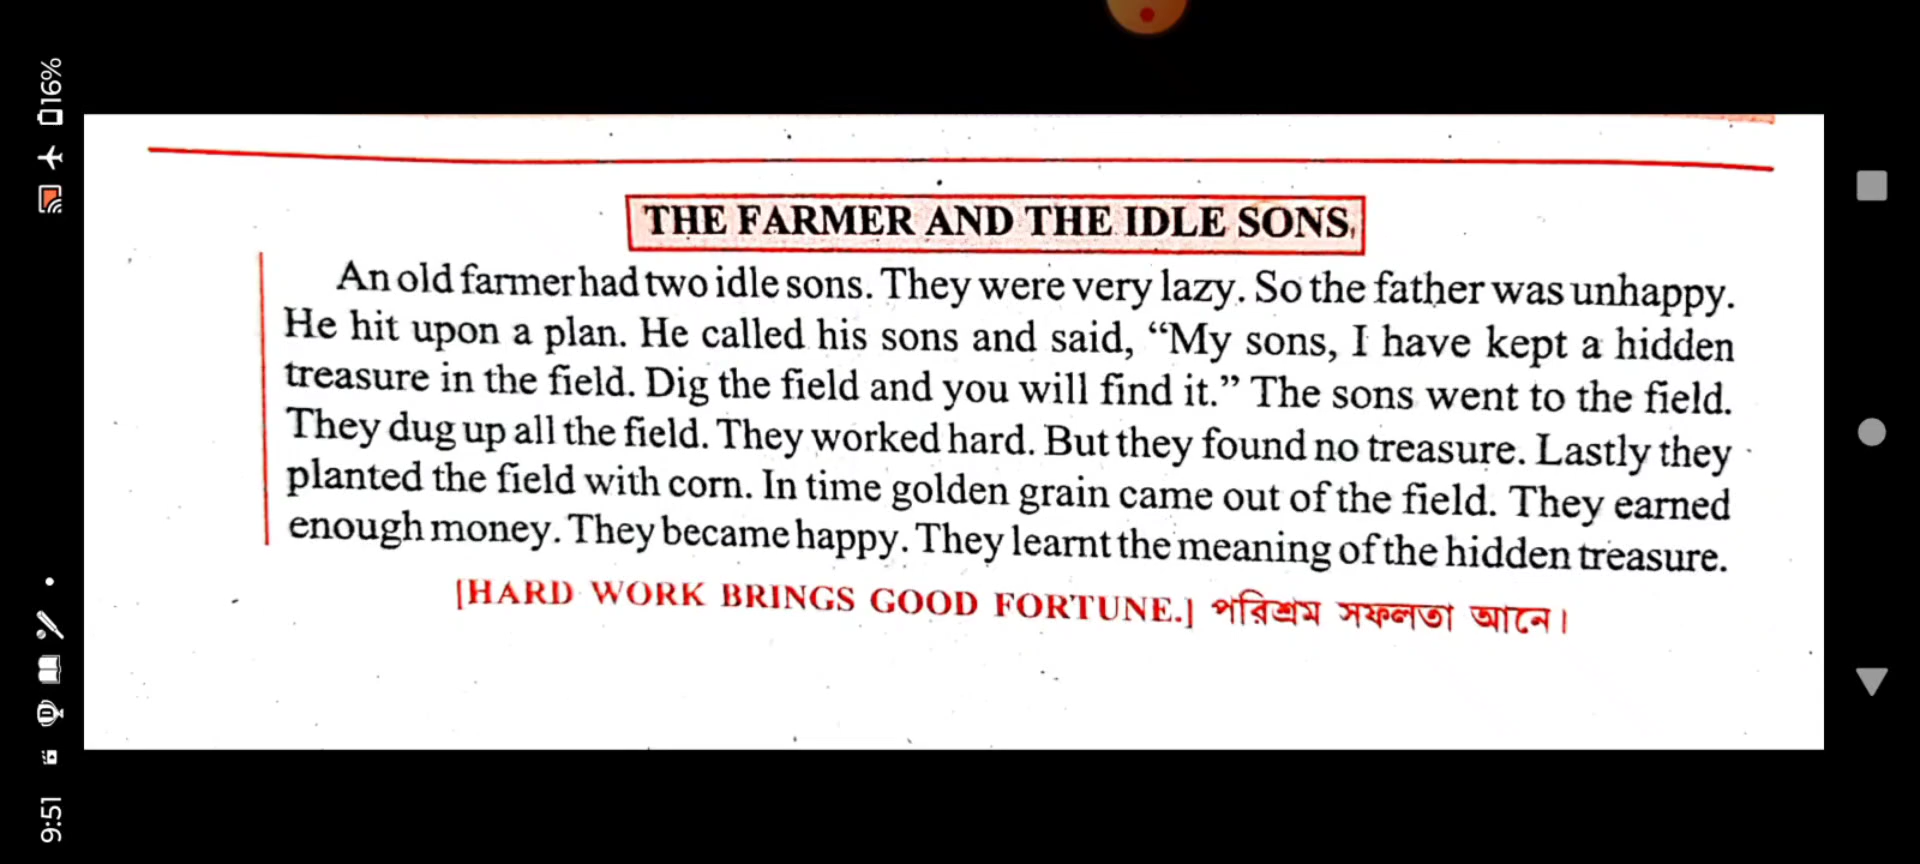 16%
9:51
THE FARMER AND THE IDLE SONS
An old farmer had two idle sons. They were very lazy. So the father was unhappy.
He hit upon a plan. He called his sons and said, “My sons, I have kept a hidden
treasure in the field. Dig the field and you will find it.” The sons went to the field.
They dug up all the field. They worked hard. But they found no treasure. Lastly they
planted the field with corn. In time golden grain came out of the field. They earned
enough money. They became happy. They learnt the meaning of the hidden treasure.
[HARD WORK BRINGS GOOD FORTUNE.] পরিশ্রম সফলতা আনে।